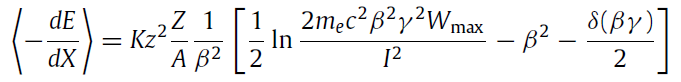 ⟨−dE/dX⟩ = Kz² Z/A 1/β² [1/2 ln 2mₑc²β²γ²W_max/I² − β² − δ(βγ)/2]